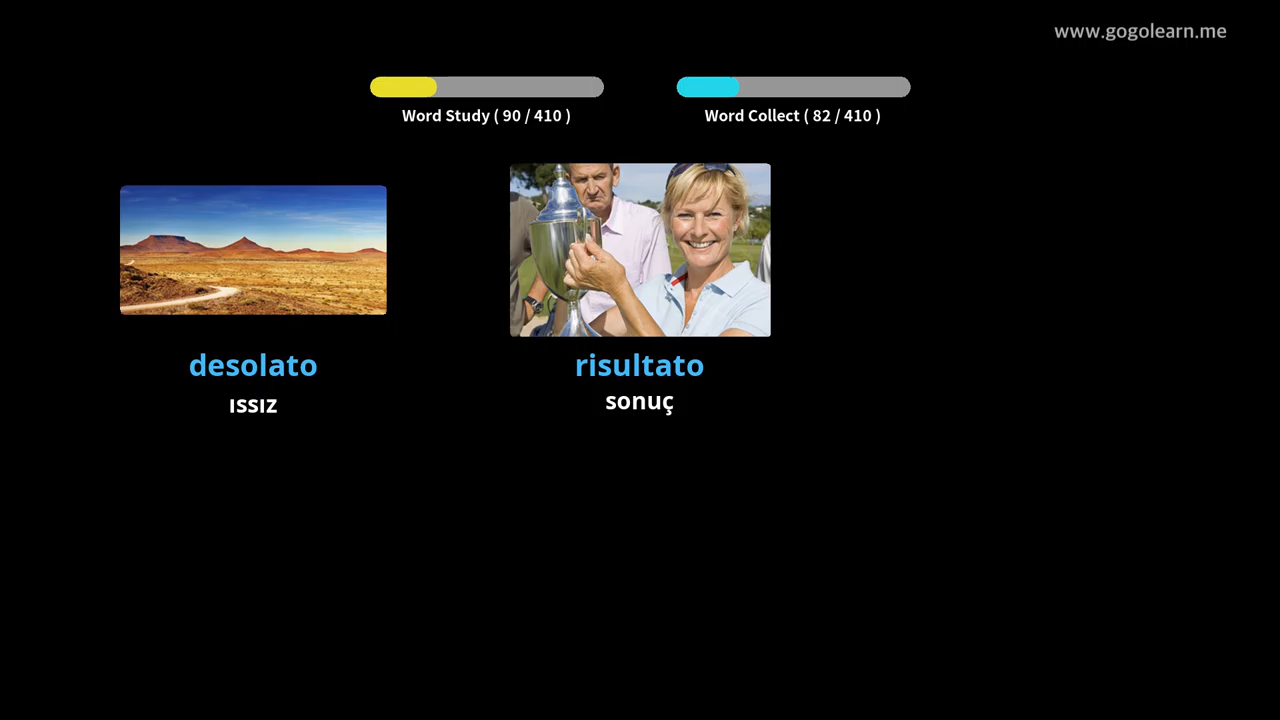 www.gogolearn.me
Word Study ( 90 / 410 )
Word Collect ( 82 / 410 )
desolato
ıssız
risultato
sonuç